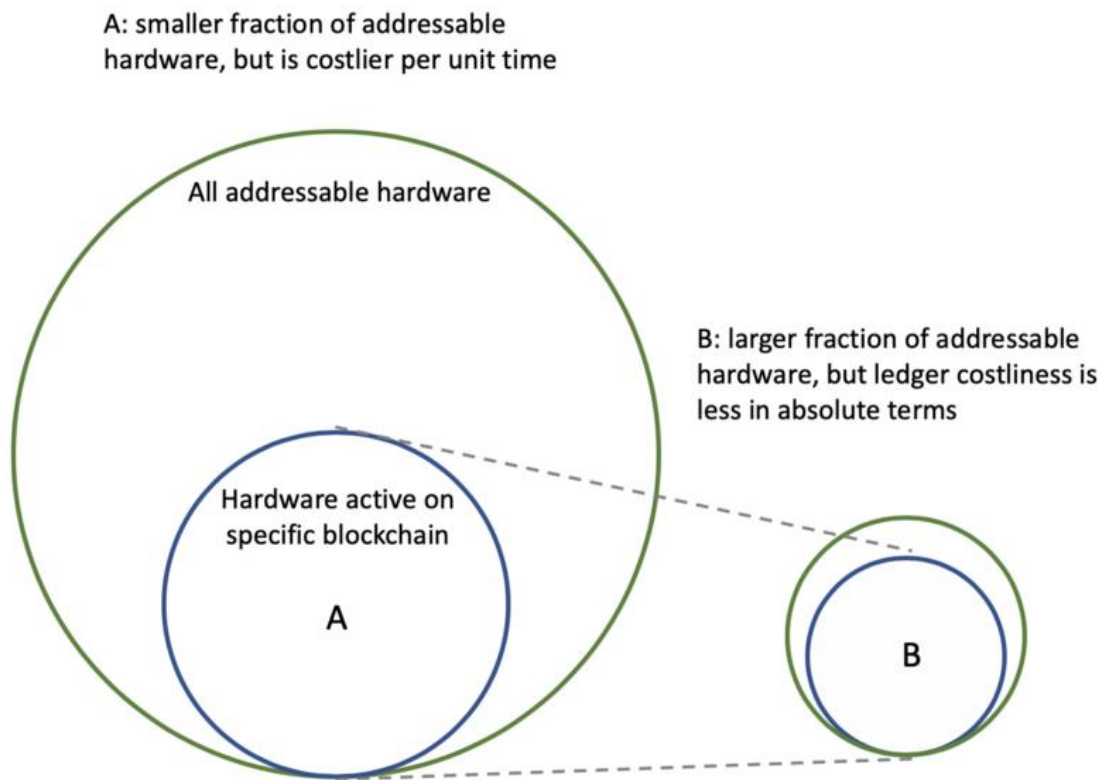 A: smaller fraction of addressable
hardware, but is costlier per unit time
All addressable hardware
B: larger fraction of addressable
hardware, but ledger costliness is
less in absolute terms
Hardware active on
specific blockchain
A
B